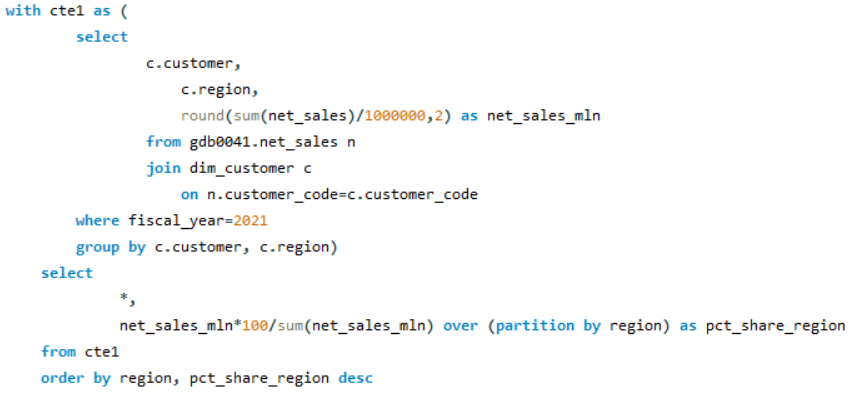 with cte1 as (
select
c.customer,
c.region,
round(sum(net_sales)/1000000,2) as net_sales_mln
from gdb0041.net_sales n
join dim_customer c
on n.customer_code=c.customer_code
where fiscal_year=2021
group by c.customer, c.region)
select
*,
net_sales_mln*100/sum(net_sales_mln) over (partition by region) as pct_share_region
from cte1
order by region, pct_share_region desc